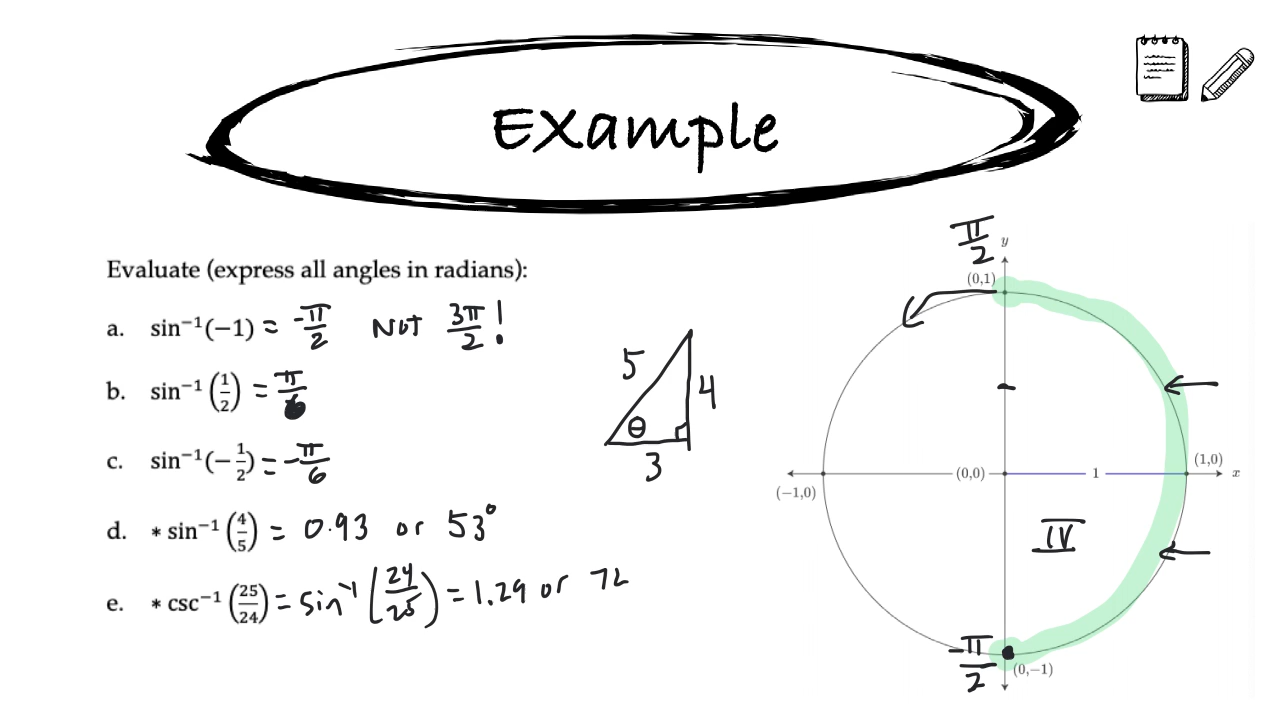 Example
Evaluate (express all angles in radians):
a. sin⁻¹(−1) = -π/2 Not 3π/2!
b. sin⁻¹(1/2) = π/6
c. sin⁻¹(−1/2) = -π/6
d. * sin⁻¹(4/5) = 0.93 or 53°
e. * csc⁻¹(25/24) = sin⁻¹(24/25) = 1.29 or 72
5
4
θ
3
π/2
y
(0,1)
(−1,0)
(0,0)
1
(1,0)
x
IV
-π/2
(0,−1)